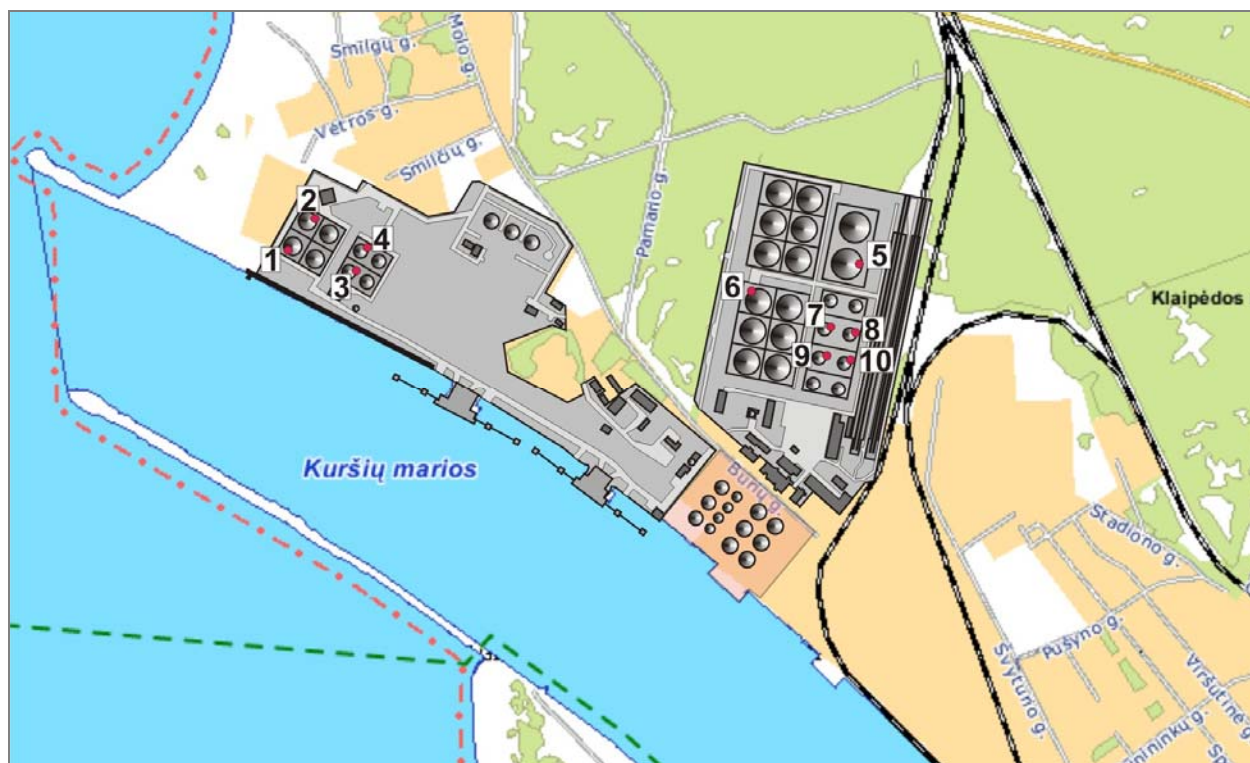 Smilgų g.
Molo g.
Vėtros g.
Smilčių g.
Pamario g.
2
1
4
3
5
6
7
8
9
10
Klaipėdos
Kuršių marios
Burių g.
Stadiono g.
Pušyno g.
Švyturio g.
Viršutinė g.